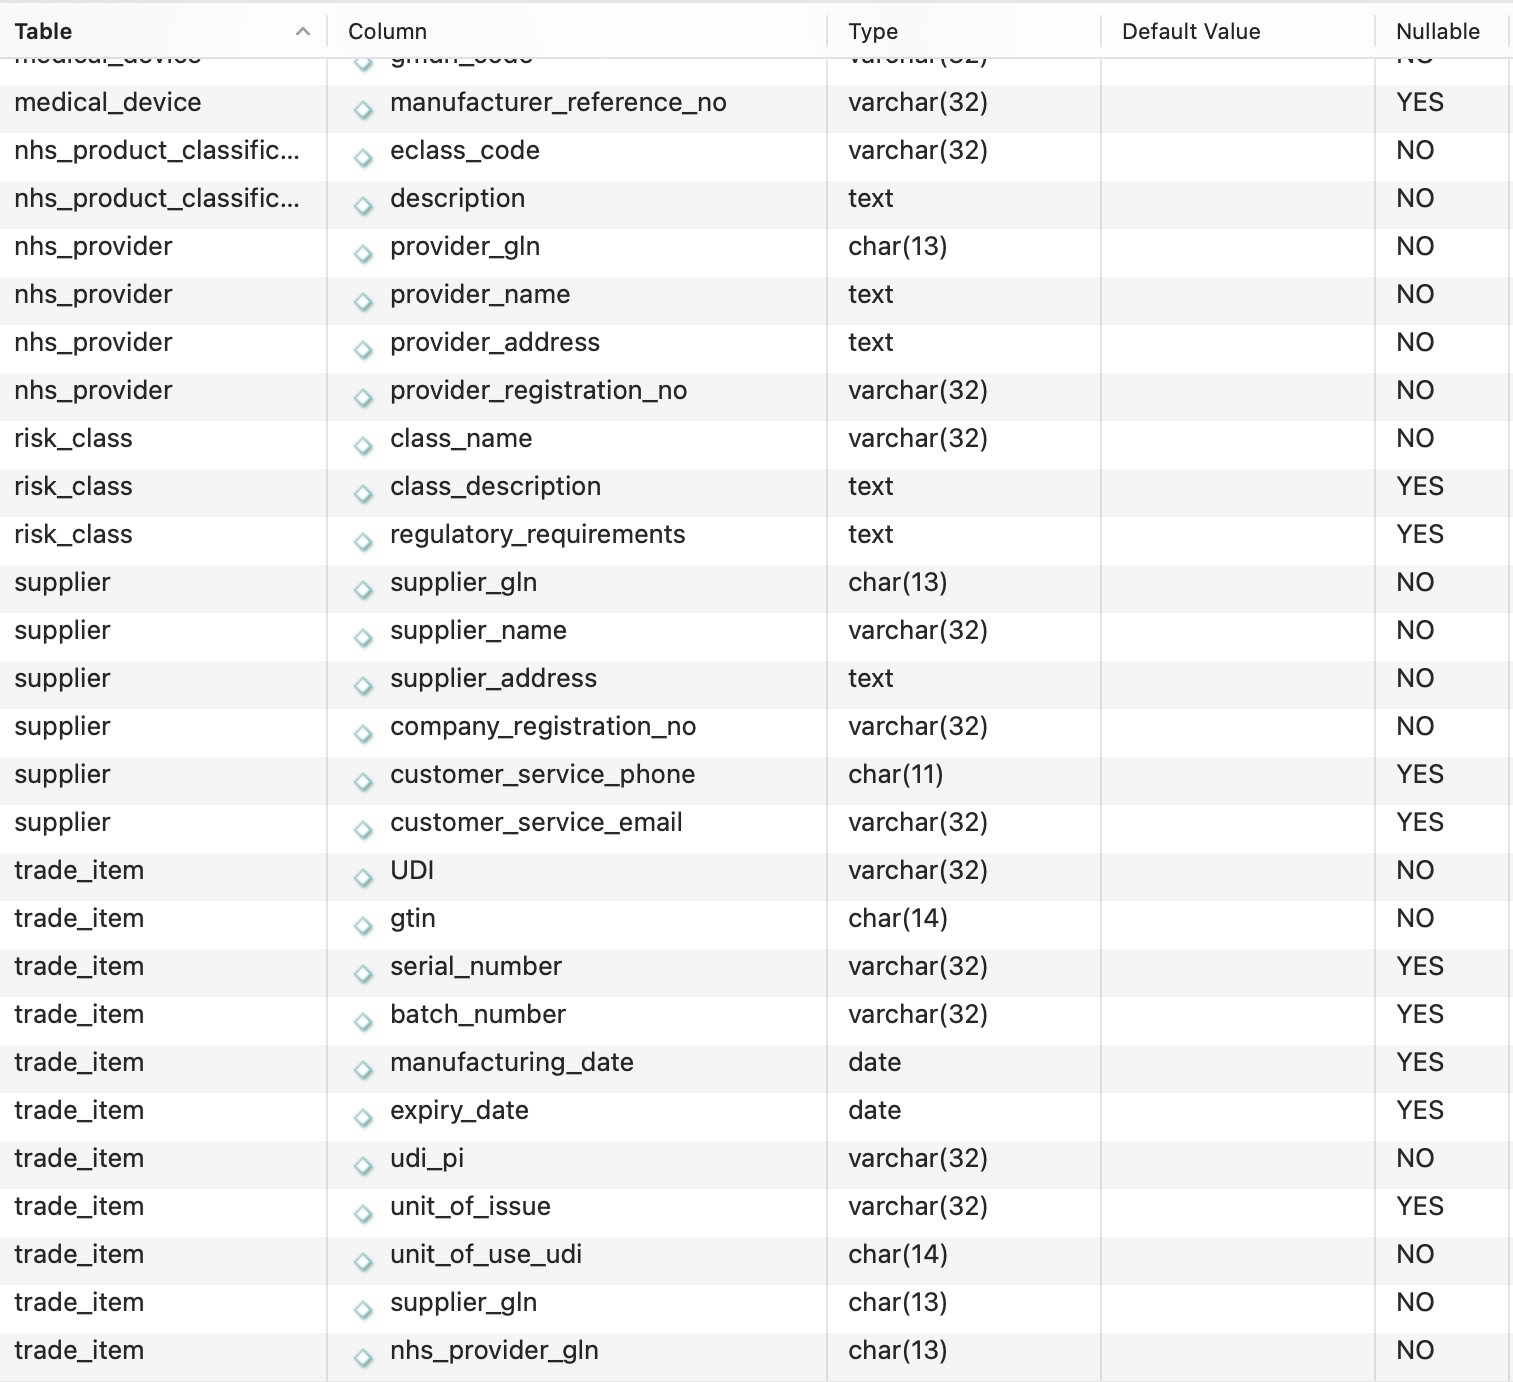 Table Column Type Default Value Nullable
medical_device gmdn_code varchar(32) NO
medical_device manufacturer_reference_no varchar(32) YES
nhs_product_classific... eclass_code varchar(32) NO
nhs_product_classific... description text NO
nhs_provider provider_gln char(13) NO
nhs_provider provider_name text NO
nhs_provider provider_address text NO
nhs_provider provider_registration_no varchar(32) NO
risk_class class_name varchar(32) NO
risk_class class_description text YES
risk_class regulatory_requirements text YES
supplier supplier_gln char(13) NO
supplier supplier_name varchar(32) NO
supplier supplier_address text NO
supplier company_registration_no varchar(32) NO
supplier customer_service_phone char(11) YES
supplier customer_service_email varchar(32) YES
trade_item UDI varchar(32) NO
trade_item gtin char(14) NO
trade_item serial_number varchar(32) YES
trade_item batch_number varchar(32) YES
trade_item manufacturing_date date YES
trade_item expiry_date date YES
trade_item udi_pi varchar(32) NO
trade_item unit_of_issue varchar(32) YES
trade_item unit_of_use_udi char(14) NO
trade_item supplier_gln char(13) NO
trade_item nhs_provider_gln char(13) NO